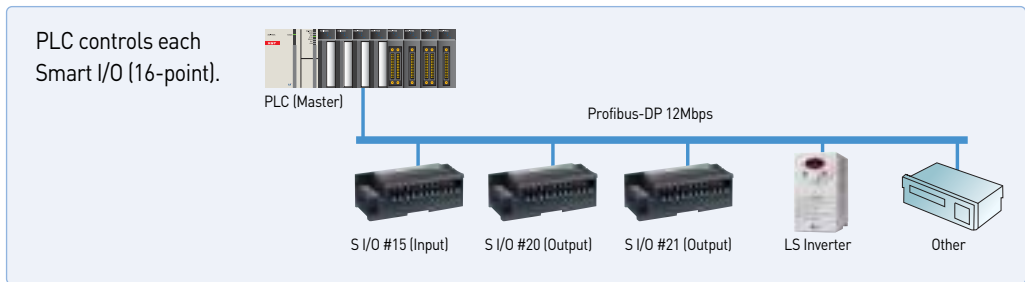 PLC controls each
Smart I/O (16-point).
PLC (Master)
Profibus-DP 12Mbps
S I/O #15 (Input)
S I/O #20 (Output)
S I/O #21 (Output)
LS Inverter
Other